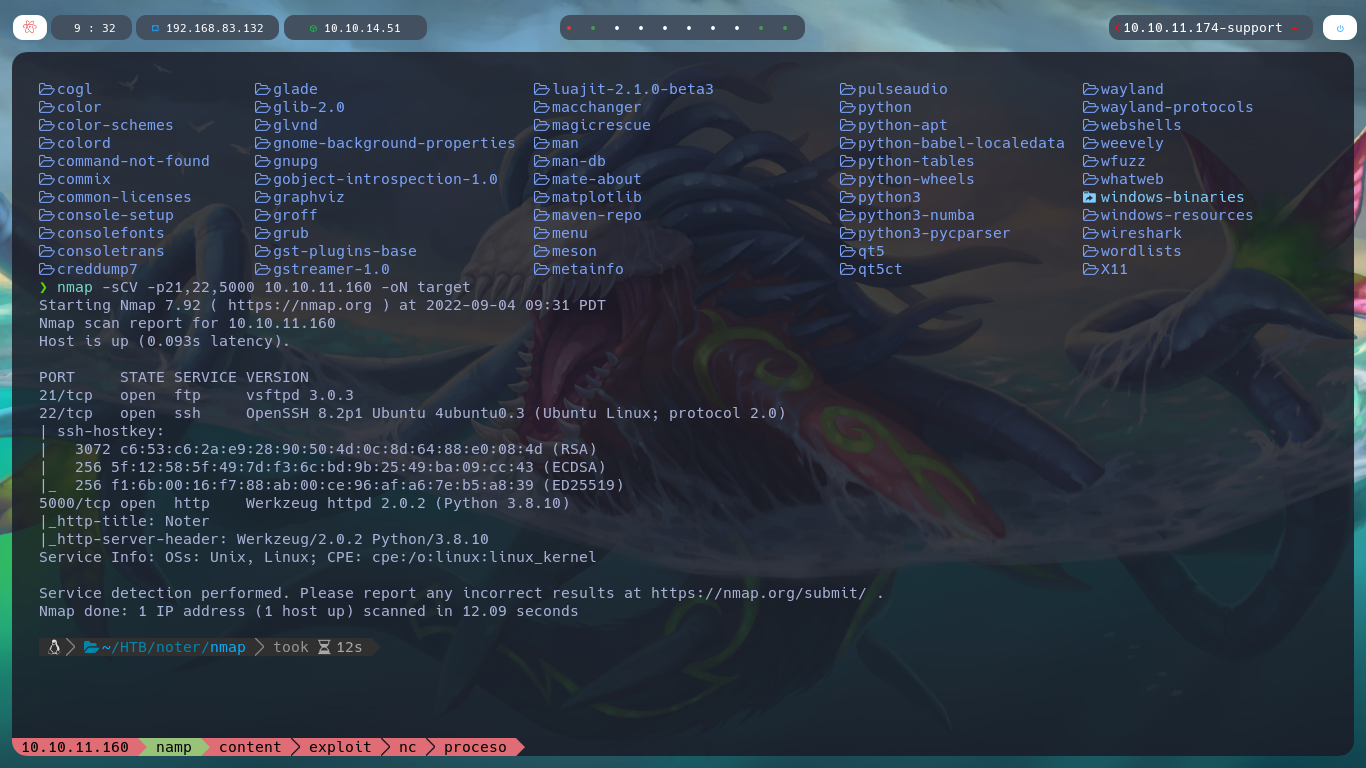 9 : 32 192.168.83.132 10.10.14.51 10.10.11.174-support
cogl glade luajit-2.1.0-beta3 pulseaudio wayland
color glib-2.0 macchanger python wayland-protocols
color-schemes glvnd magicrescue python-apt webshells
colord gnome-background-properties man python-babel-localedata weevely
command-not-found gnupg man-db python-tables wfuzz
commix gobject-introspection-1.0 mate-about python-wheels whatweb
common-licenses graphviz matplotlib python3 windows-binaries
console-setup groff maven-repo python3-numba windows-resources
consolefonts grub menu python3-pycparser wireshark
consoletrans gst-plugins-base meson qt5 wordlists
creddump7 gstreamer-1.0 metainfo qt5ct X11
❯ nmap -sCV -p21,22,5000 10.10.11.160 -oN target
Starting Nmap 7.92 ( https://nmap.org ) at 2022-09-04 09:31 PDT
Nmap scan report for 10.10.11.160
Host is up (0.093s latency).
PORT     STATE SERVICE VERSION
21/tcp   open  ftp     vsftpd 3.0.3
22/tcp   open  ssh     OpenSSH 8.2p1 Ubuntu 4ubuntu0.3 (Ubuntu Linux; protocol 2.0)
| ssh-hostkey:
|   3072 c6:53:c6:2a:e9:28:90:50:4d:0c:8d:64:88:e0:08:4d (RSA)
|   256 5f:12:58:5f:49:7d:f3:6c:bd:9b:25:49:ba:09:cc:43 (ECDSA)
|_  256 f1:6b:00:16:f7:88:ab:00:ce:96:af:a6:7e:b5:a8:39 (ED25519)
5000/tcp open  http    Werkzeug httpd 2.0.2 (Python 3.8.10)
|_http-title: Noter
|_http-server-header: Werkzeug/2.0.2 Python/3.8.10
Service Info: OSs: Unix, Linux; CPE: cpe:/o:linux:linux_kernel
Service detection performed. Please report any incorrect results at https://nmap.org/submit/ .
Nmap done: 1 IP address (1 host up) scanned in 12.09 seconds
~/HTB/noter/nmap took 12s
10.10.11.160 namp content exploit nc proceso